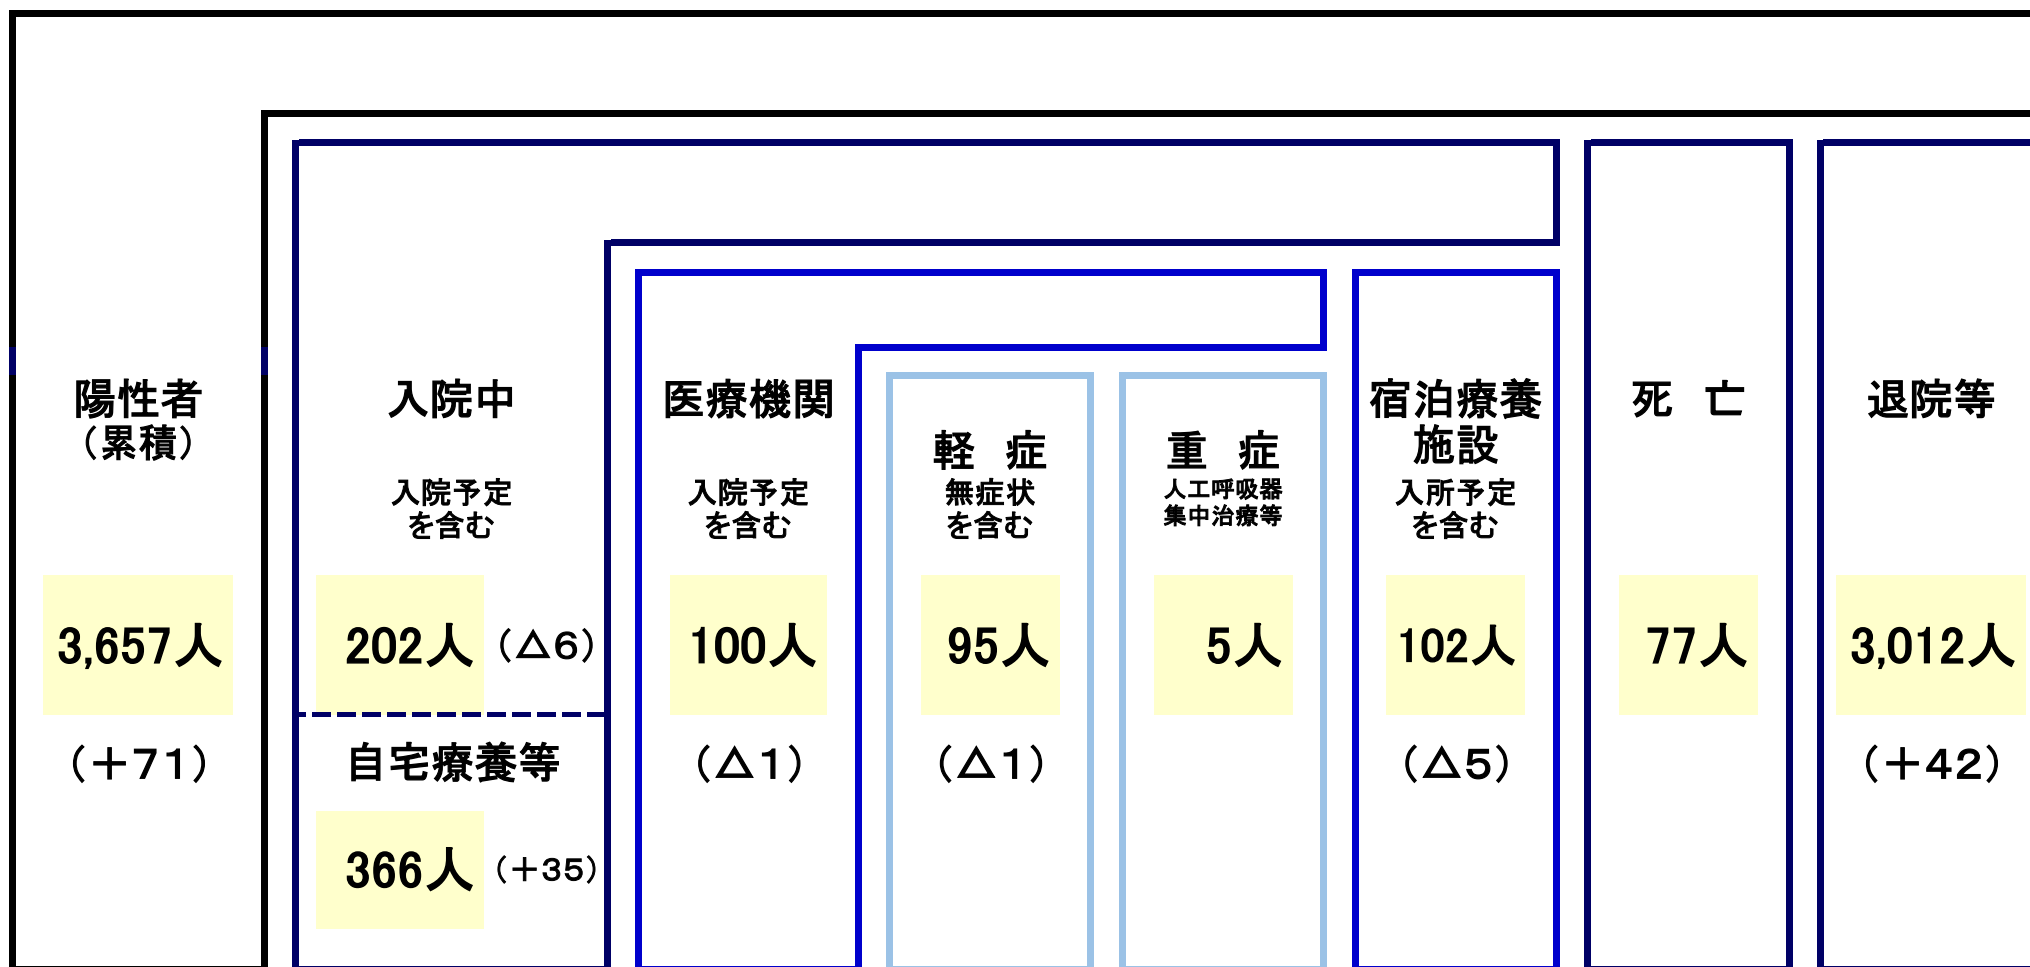 陽性者
（累積）
3,657人
（＋71）
入院中
入院予定
を含む
202人 （△6）
自宅療養等
366人 （＋35）
医療機関
入院予定
を含む
100人
（△1）
軽 症
無症状
を含む
95人
（△1）
重 症
人工呼吸器
集中治療等
5人
宿泊療養
施設
入所予定
を含む
102人
（△5）
死 亡
77人
退院等
3,012人
（＋42）